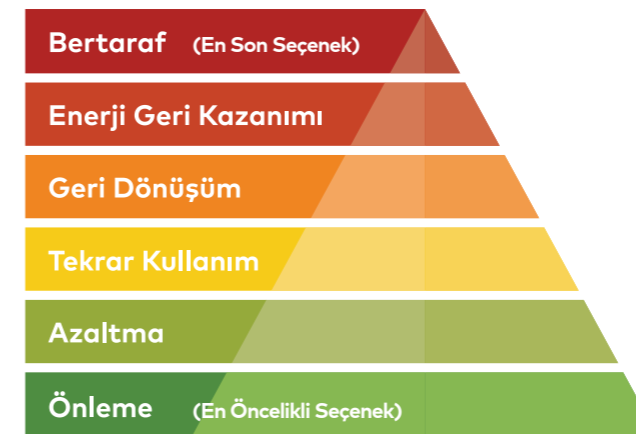 Bertaraf (En Son Seçenek)
Enerji Geri Kazanımı
Geri Dönüşüm
Tekrar Kullanım
Azaltma
Önleme (En Öncelikli Seçenek)